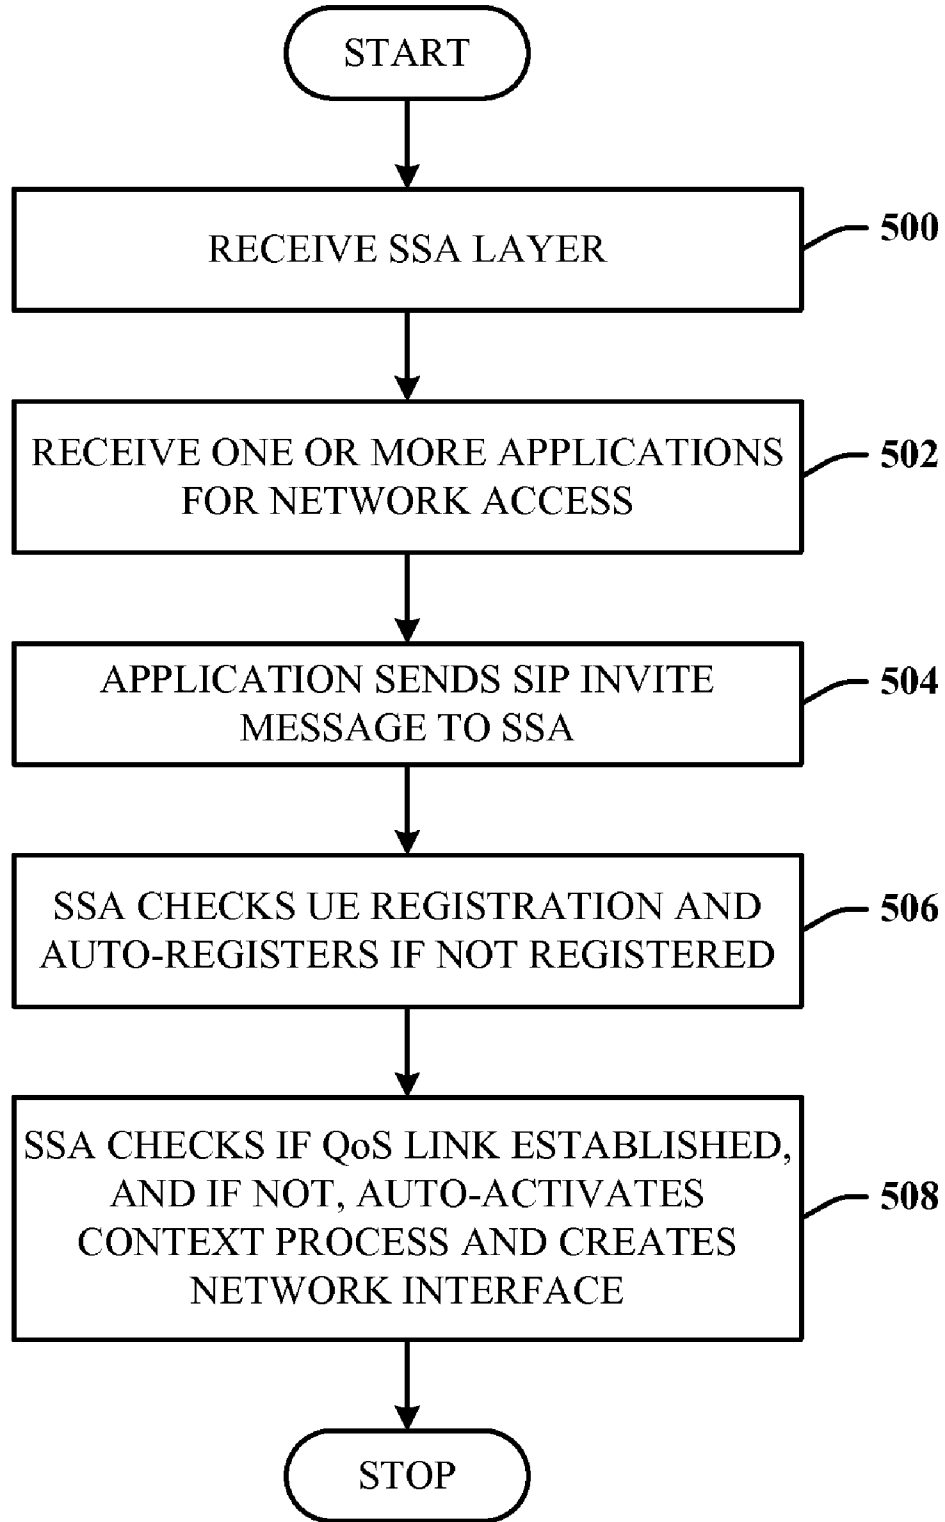 START
RECEIVE SSA LAYER
500
RECEIVE ONE OR MORE APPLICATIONS
FOR NETWORK ACCESS
502
APPLICATION SENDS SIP INVITE
MESSAGE TO SSA
504
SSA CHECKS UE REGISTRATION AND
AUTO-REGISTERS IF NOT REGISTERED
506
SSA CHECKS IF QoS LINK ESTABLISHED,
AND IF NOT, AUTO-ACTIVATES
CONTEXT PROCESS AND CREATES
NETWORK INTERFACE
508
STOP